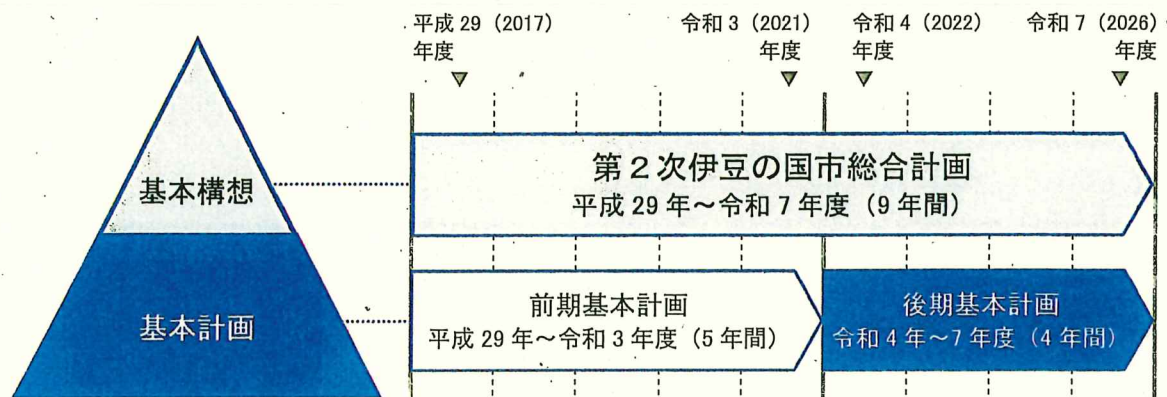 平成 29（2017）
年度
令和 3（2021）
年度
令和 4（2022）
年度
令和 7（2026）
年度
基本構想
第２次伊豆の国市総合計画
平成 29 年～令和 7 年度（9 年間）
基本計画
前期基本計画
平成 29 年～令和 3 年度（5 年間）
後期基本計画
令和 4 年～7 年度（4 年間）